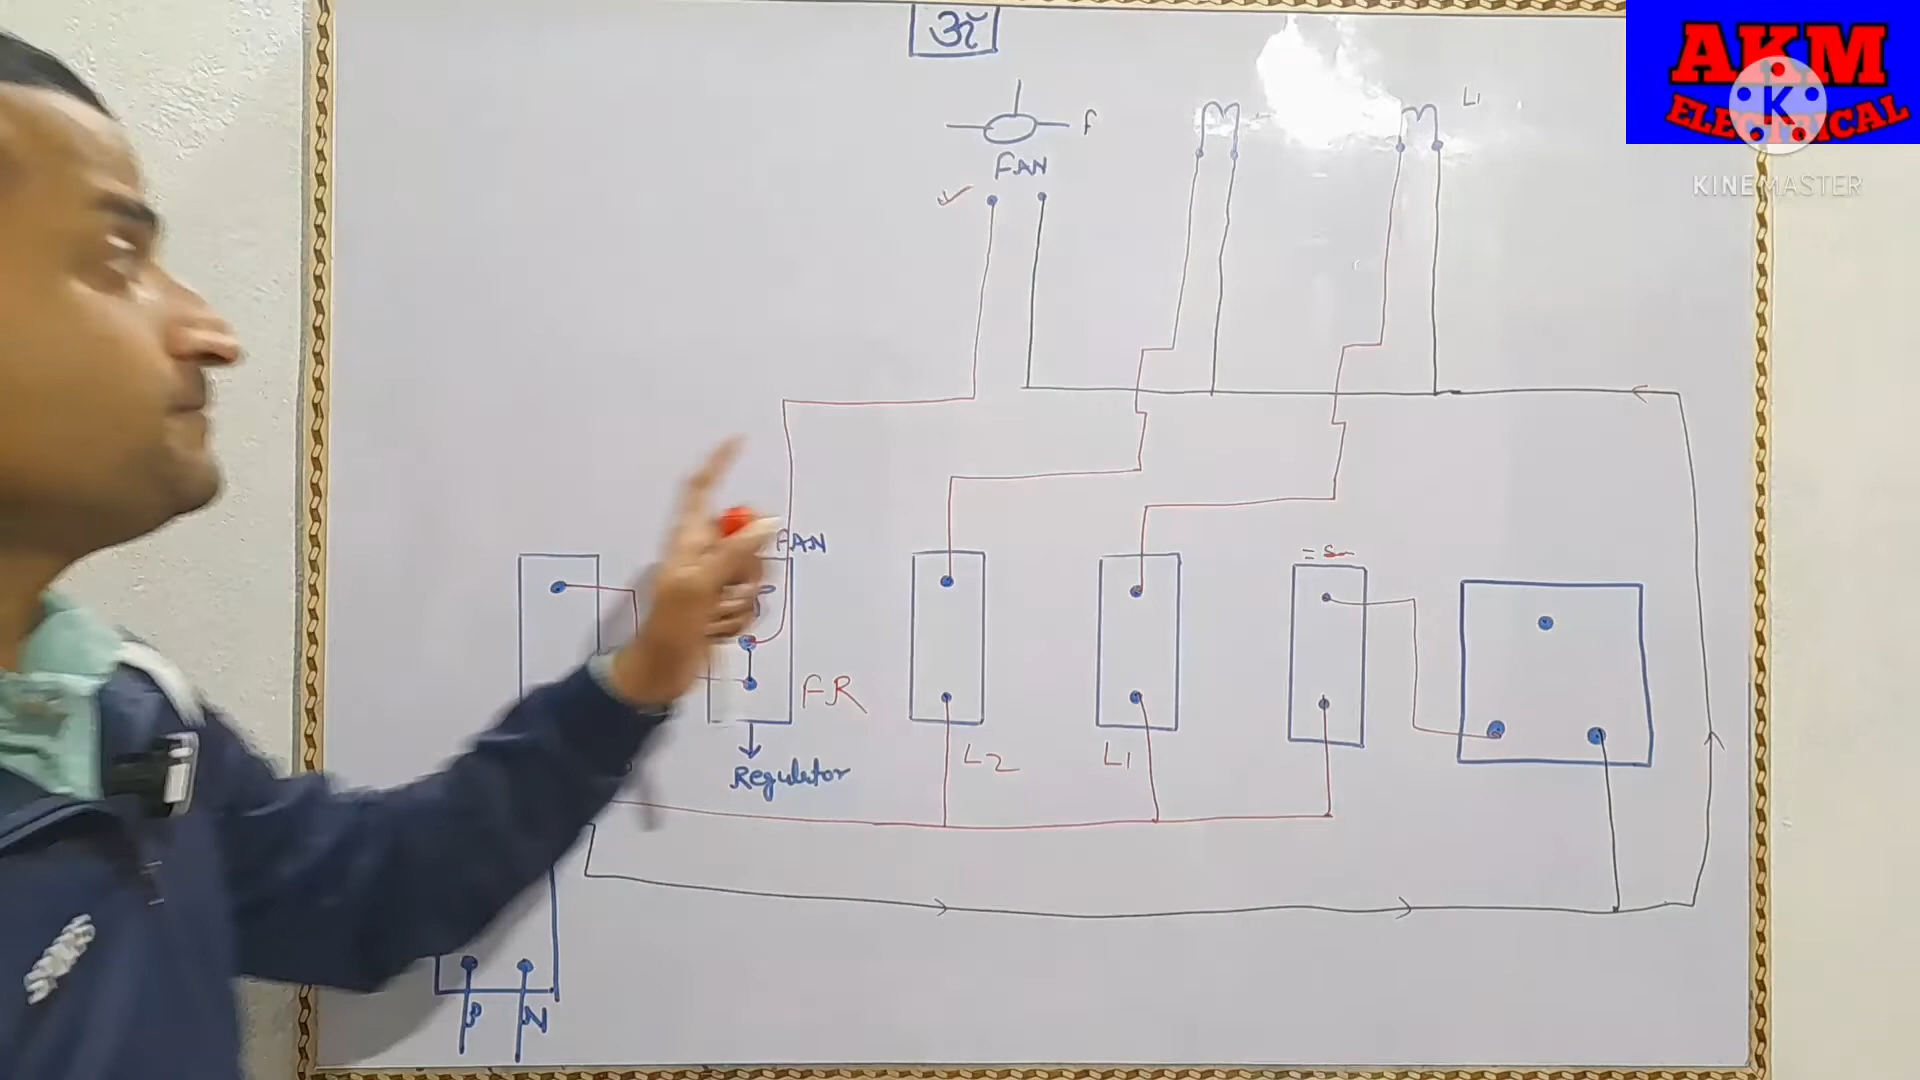 ॐ
AKM
ELECTRICAL
KINEMASTER
L1
F
FAN
FAN
FR
L2
L1
Regulator
P
N